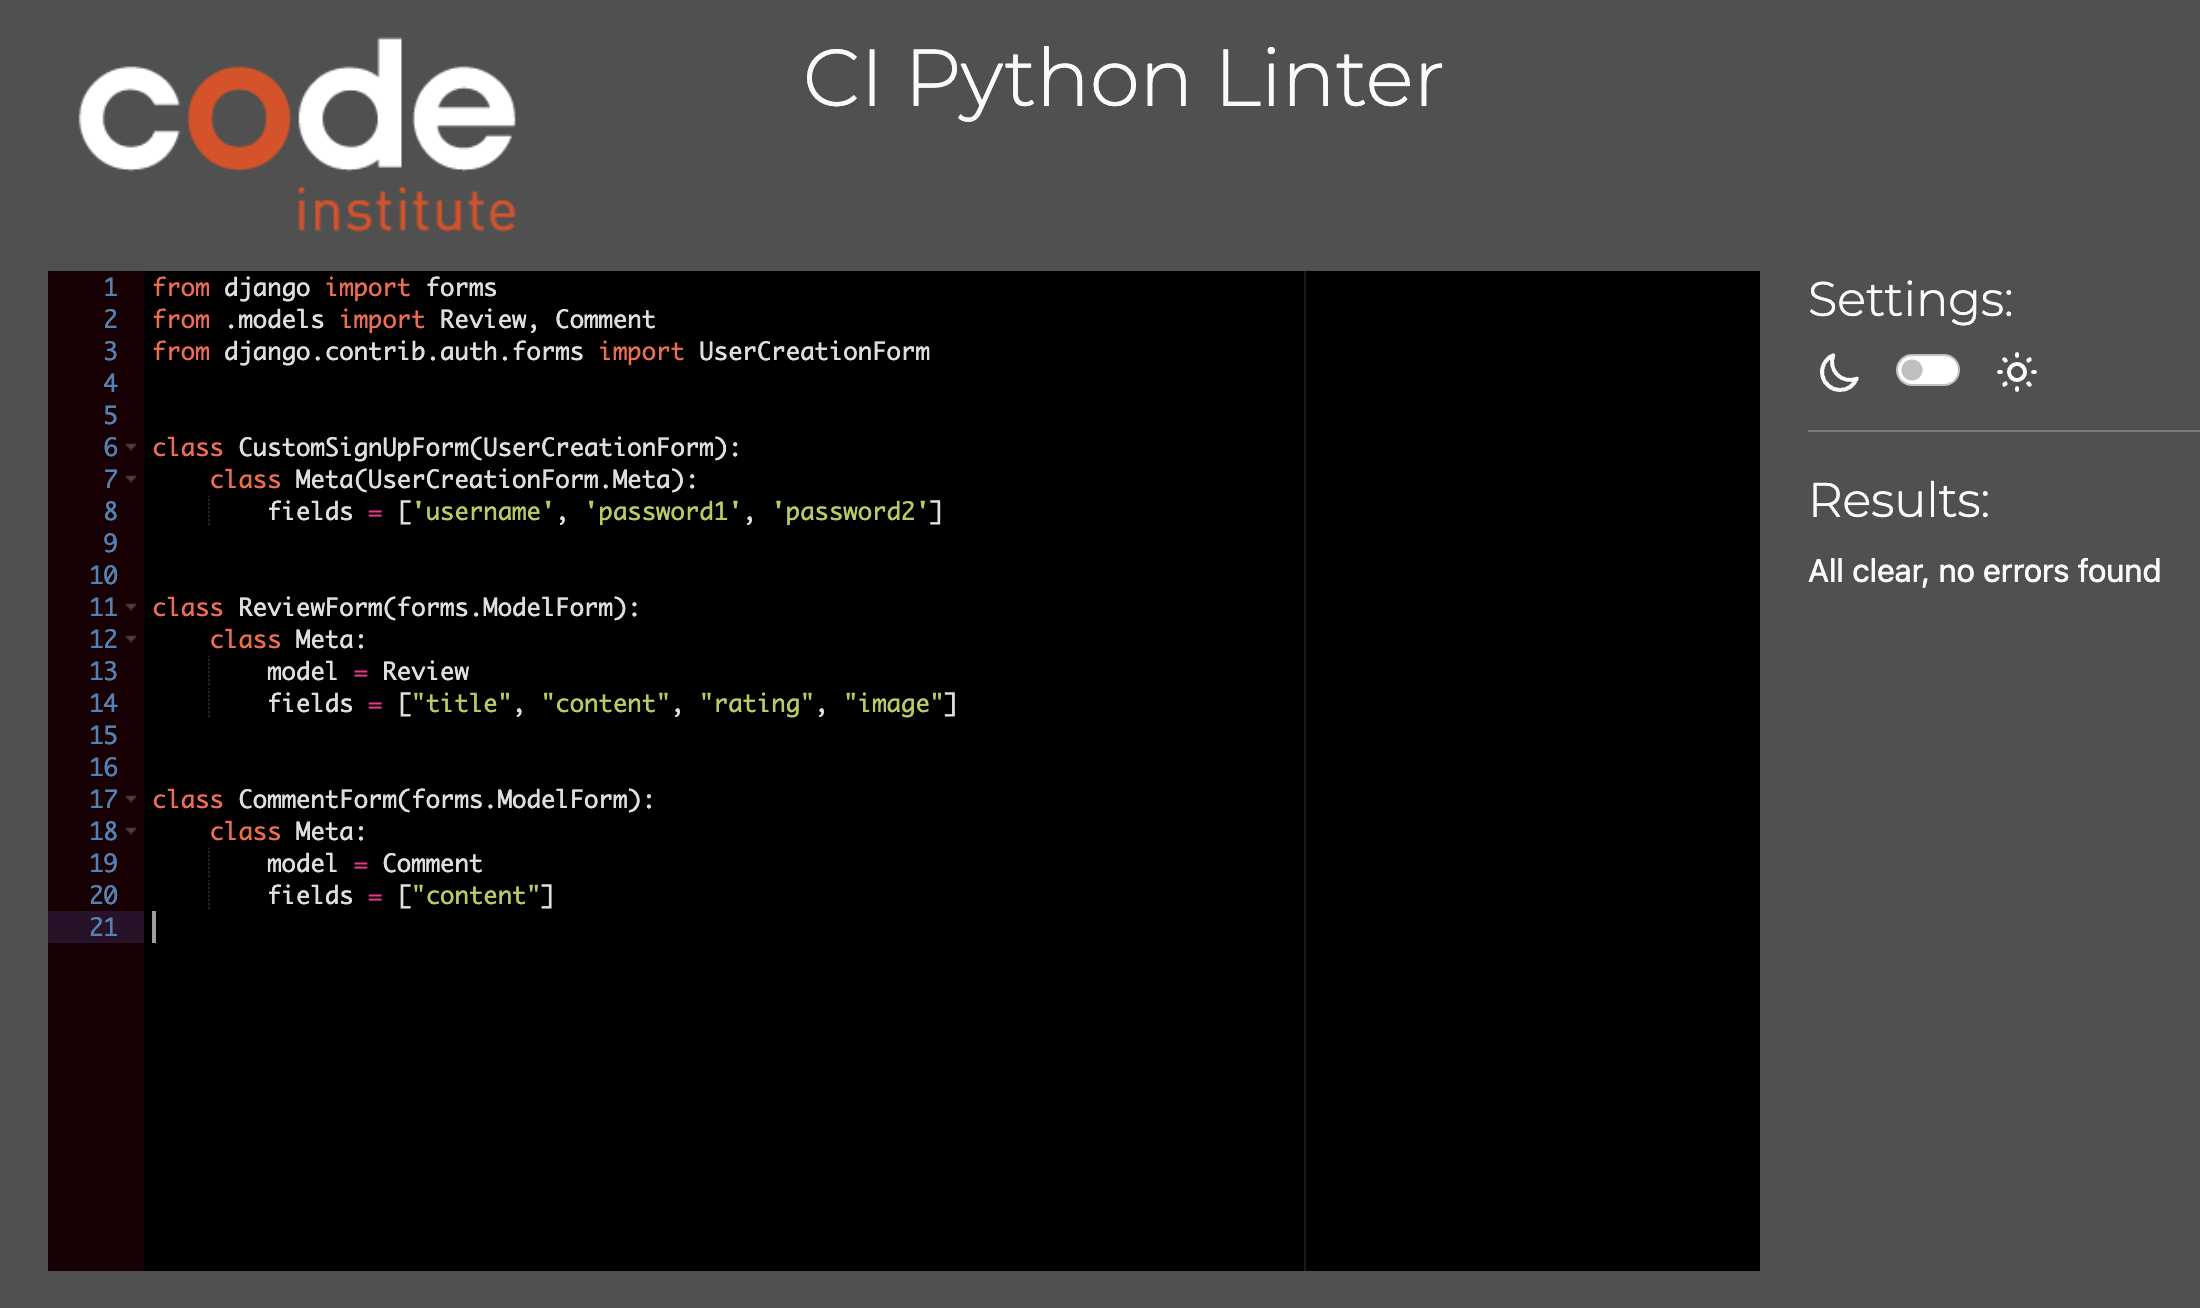 code
institute
CI Python Linter
1 from django import forms
2 from .models import Review, Comment
3 from django.contrib.auth.forms import UserCreationForm
4
5
6 class CustomSignUpForm(UserCreationForm):
7     class Meta(UserCreationForm.Meta):
8         fields = ['username', 'password1', 'password2']
9
10
11 class ReviewForm(forms.ModelForm):
12     class Meta:
13         model = Review
14         fields = ["title", "content", "rating", "image"]
15
16
17 class CommentForm(forms.ModelForm):
18     class Meta:
19         model = Comment
20         fields = ["content"]
21
Settings:
Results:
All clear, no errors found